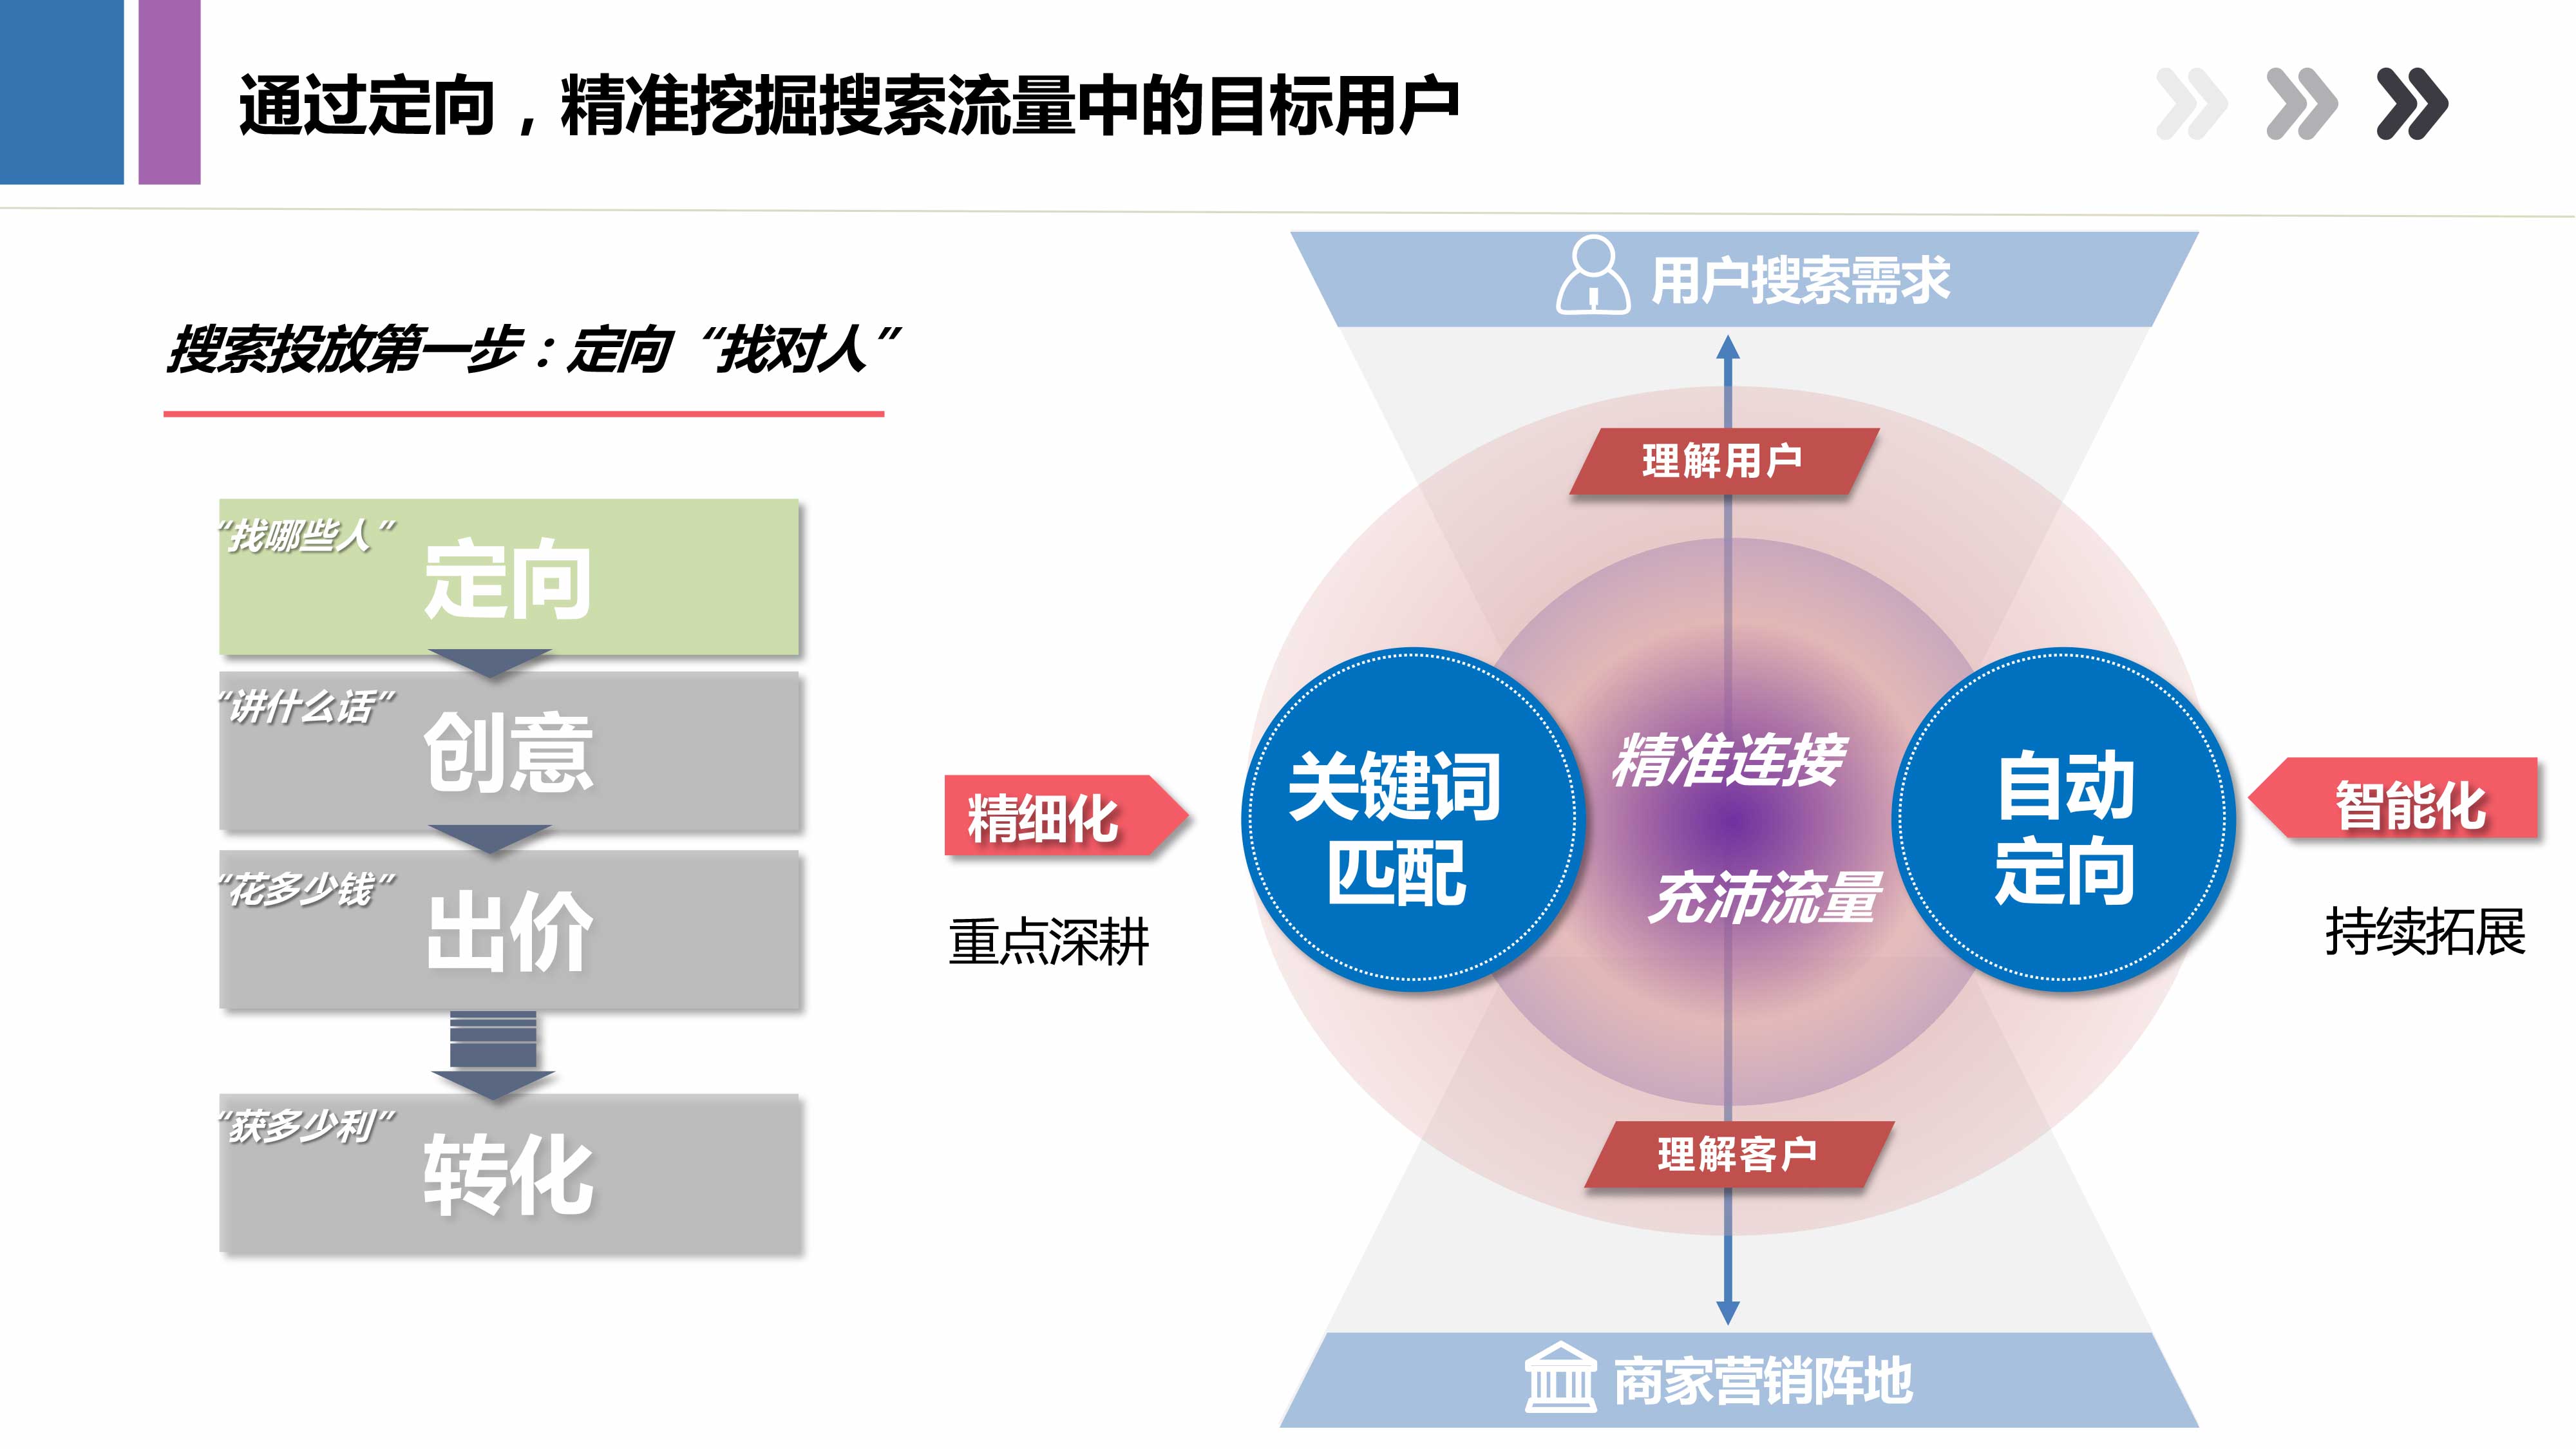 通过定向，精准挖掘搜索流量中的目标用户
搜索投放第一步：定向“找对人”
“找哪些人”
定向
“讲什么话”
创意
“花多少钱”
出价
“获多少利”
转化
用户搜索需求
理解用户
精细化
重点深耕
关键词
匹配
精准连接
充沛流量
自动
定向
智能化
持续拓展
理解客户
商家营销阵地